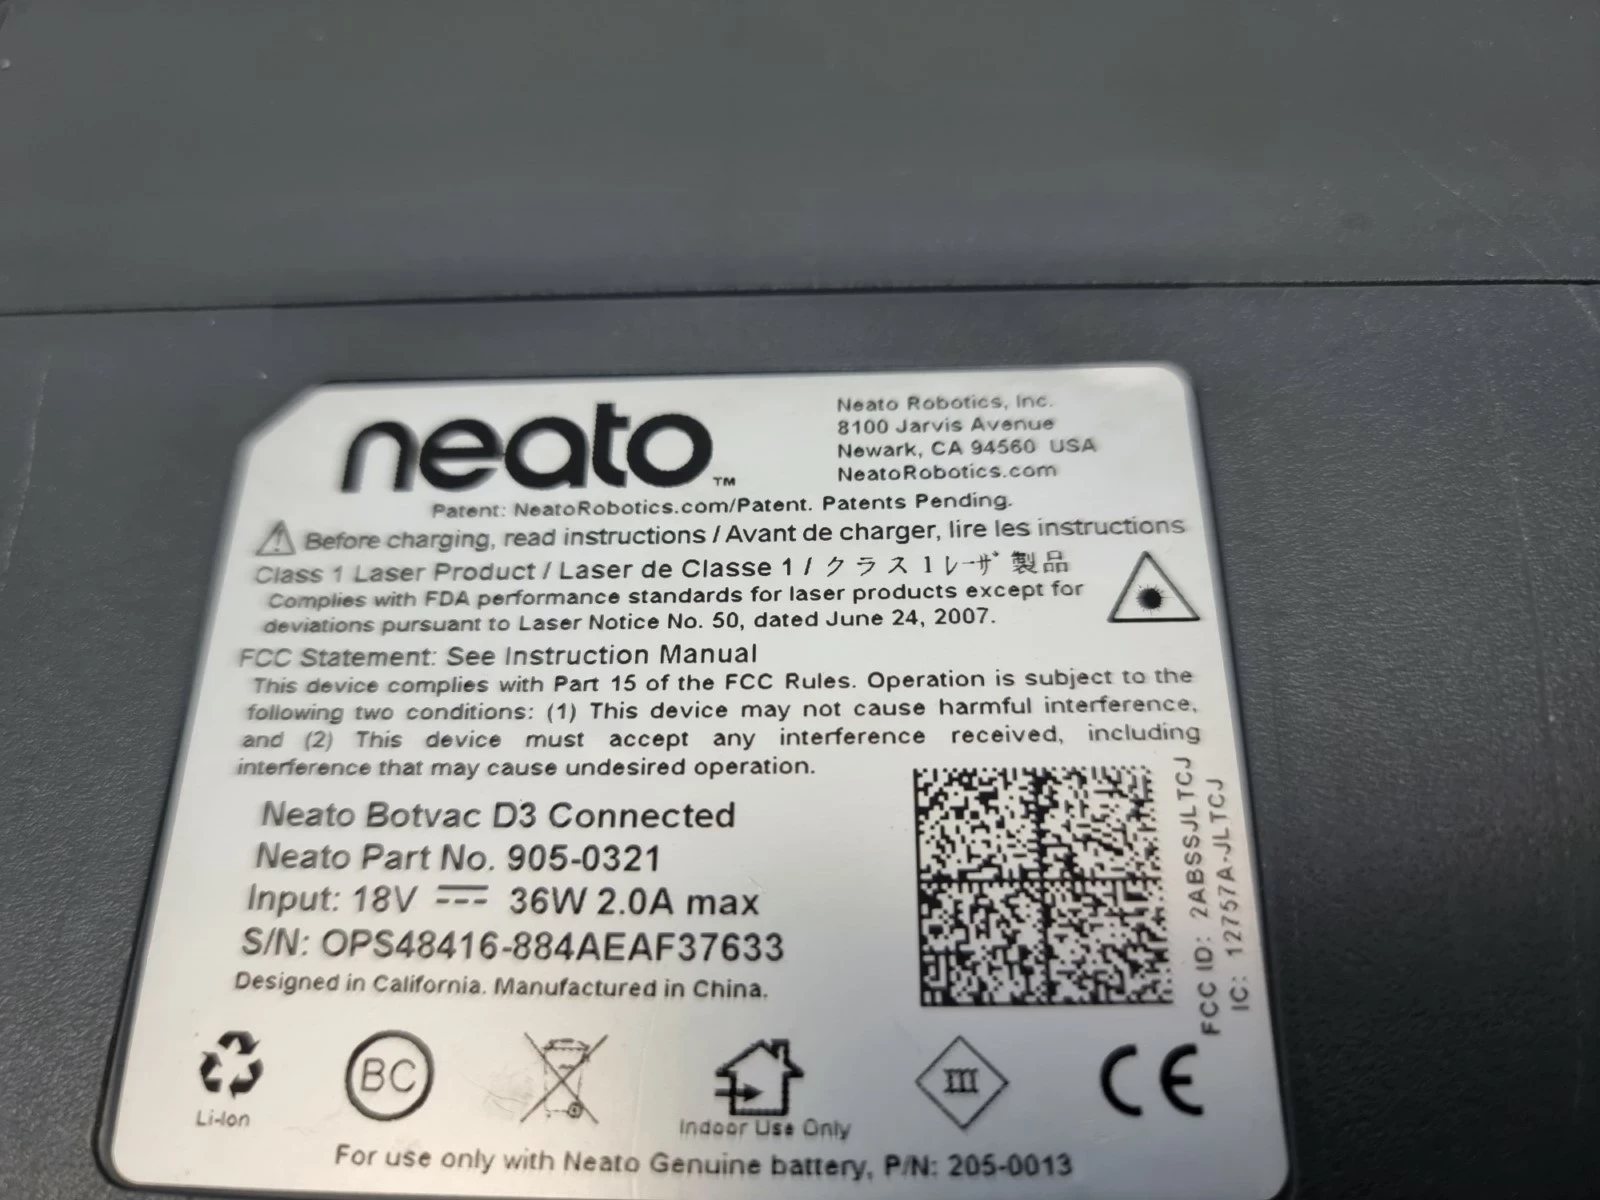 neato™
Neato Robotics, Inc.
8100 Jarvis Avenue
Newark, CA 94560 USA
NeatoRobotics.com
Patent: NeatoRobotics.com/Patent. Patents Pending.
Before charging, read instructions / Avant de charger, lire les instructions
Class 1 Laser Product / Laser de Classe 1 / クラス1レーザ製品
Complies with FDA performance standards for laser products except for
deviations pursuant to Laser Notice No. 50, dated June 24, 2007.
FCC Statement: See Instruction Manual
This device complies with Part 15 of the FCC Rules. Operation is subject to the
following two conditions: (1) This device may not cause harmful interference,
and (2) This device must accept any interference received, including
interference that may cause undesired operation.
Neato Botvac D3 Connected
Neato Part No. 905-0321
Input: 18V ⎓ 36W 2.0A max
S/N: OPS48416-884AEAF37633
Designed in California. Manufactured in China.
FCC ID: 2ABSSJLTCJ
IC: 12757A-JLTCJ
Li-Ion
BC
Indoor Use Only
III
CE
For use only with Neato Genuine battery, P/N: 205-0013